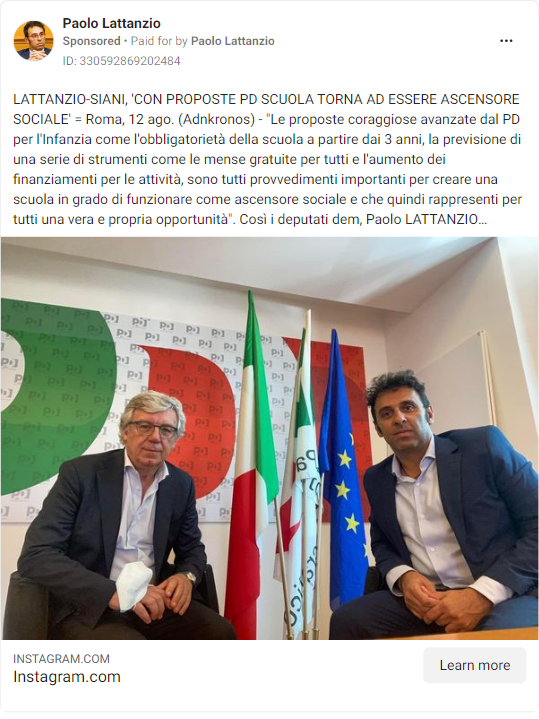 Paolo Lattanzio
Sponsored • Paid for by Paolo Lattanzio
ID: 330592869202484
LATTANZIO-SIANI, 'CON PROPOSTE PD SCUOLA TORNA AD ESSERE ASCENSORE
SOCIALE' = Roma, 12 ago. (Adnkronos) - "Le proposte coraggiose avanzate dal PD
per l'Infanzia come l'obbligatorietà della scuola a partire dai 3 anni, la previsione di
una serie di strumenti come le mense gratuite per tutti e l'aumento dei
finanziamenti per le attività, sono tutti provvedimenti importanti per creare una
scuola in grado di funzionare come ascensore sociale e che quindi rappresenti per
tutti una vera e propria opportunità". Così i deputati dem, Paolo LATTANZIO...
INSTAGRAM.COM
Instagram.com
Learn more